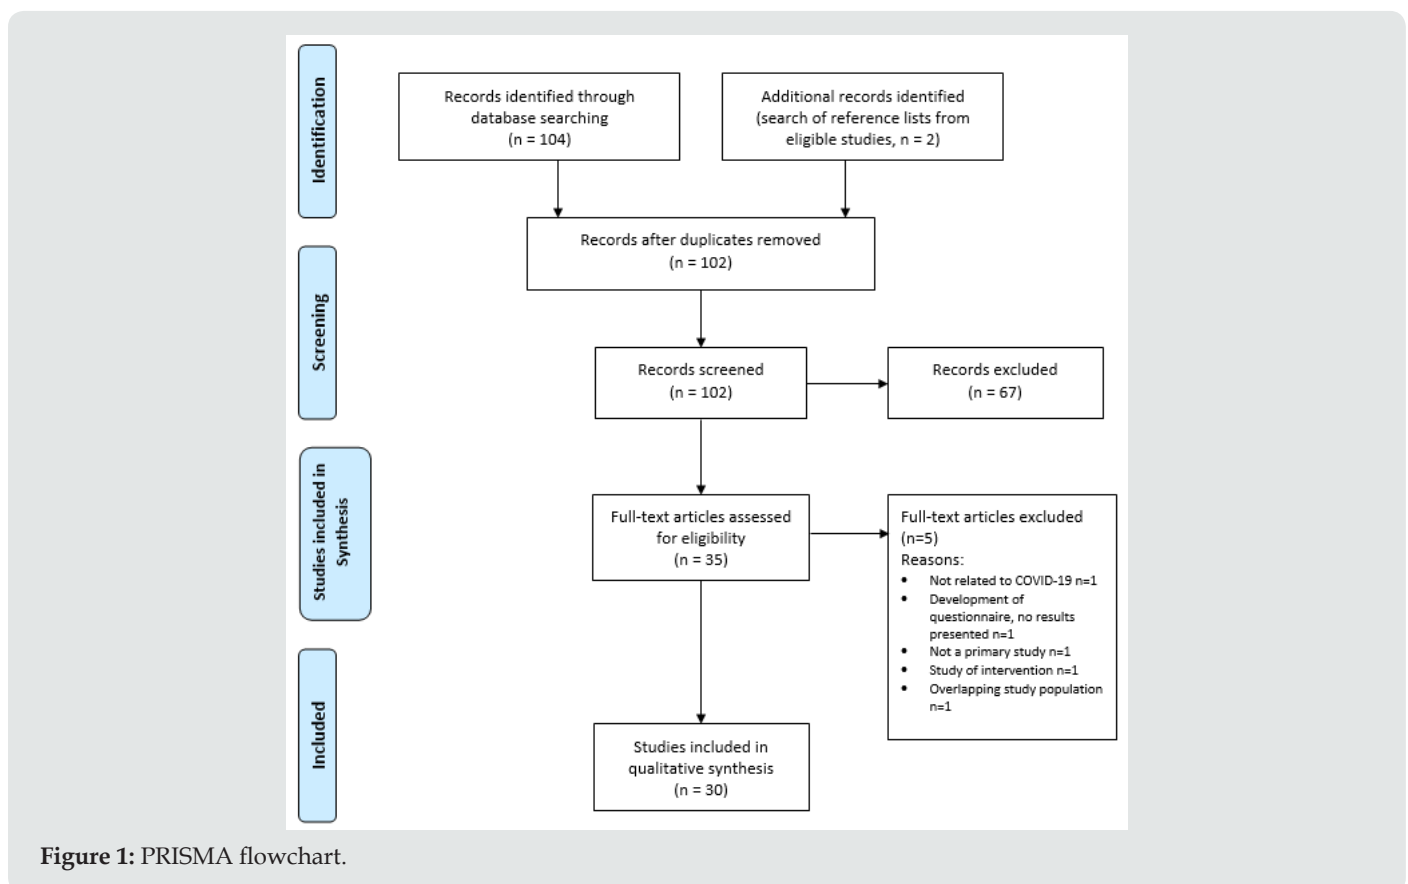 Identification
Records identified through
database searching
(n = 104)
Additional records identified
(search of reference lists from
eligible studies, n = 2)
Records after duplicates removed
(n = 102)
Screening
Records screened
(n = 102)
Records excluded
(n = 67)
Studies included in
Synthesis
Full-text articles assessed
for eligibility
(n = 35)
Full-text articles excluded
(n=5)
Reasons:
• Not related to COVID-19 n=1
• Development of
questionnaire, no results
presented n=1
• Not a primary study n=1
• Study of intervention n=1
• Overlapping study population
n=1
Included
Studies included in
qualitative synthesis
(n = 30)
Figure 1: PRISMA flowchart.